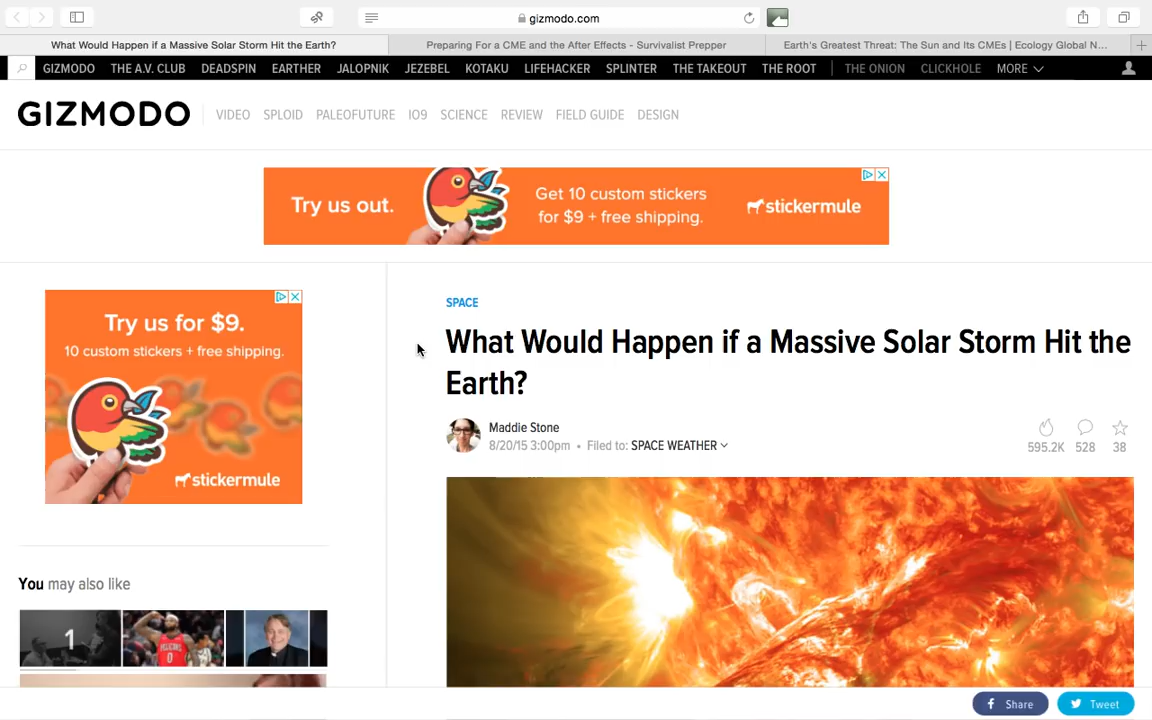 gizmodo.com
What Would Happen if a Massive Solar Storm Hit the Earth?
Preparing For a CME and the After Effects - Survivalist Prepper
Earth's Greatest Threat: The Sun and Its CMEs | Ecology Global N...
GIZMODO THE A.V. CLUB DEADSPIN EARTHER JALOPNIK JEZEBEL KOTAKU LIFEHACKER SPLINTER THE TAKEOUT THE ROOT THE ONION CLICKHOLE MORE
GIZMODO
VIDEO SPLOID PALEOFUTURE IO9 SCIENCE REVIEW FIELD GUIDE DESIGN
Try us out.
Get 10 custom stickers
for $9 + free shipping.
stickermule
Try us for $9.
10 custom stickers + free shipping.
stickermule
SPACE
What Would Happen if a Massive Solar Storm Hit the
Earth?
Maddie Stone
8/20/15 3:00pm • Filed to: SPACE WEATHER
595.2K 528 38
You may also like
1
PELICANS
0
Share
Tweet